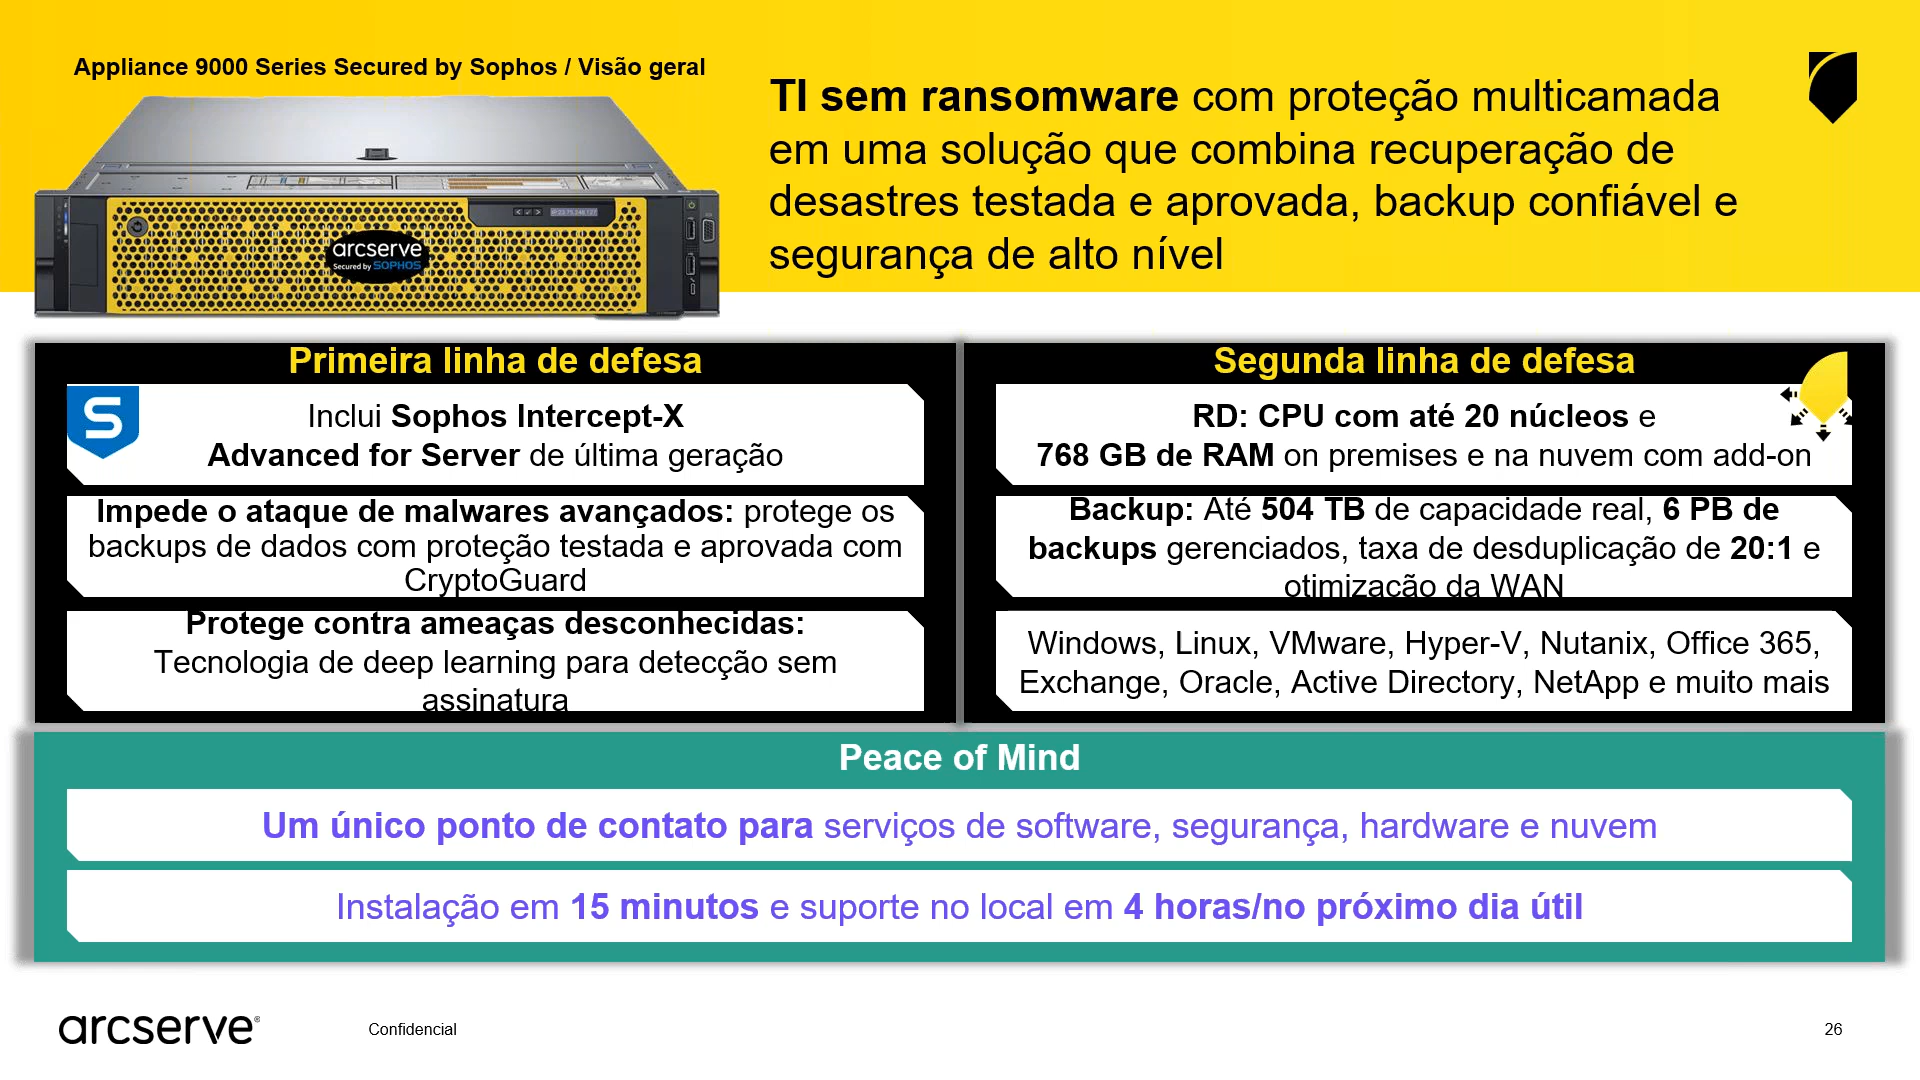 Appliance 9000 Series Secured by Sophos / Visão geral
TI sem ransomware com proteção multicamada
em uma solução que combina recuperação de
desastres testada e aprovada, backup confiável e
segurança de alto nível
arcserve
Secured by SOPHOS
Primeira linha de defesa
S
Inclui Sophos Intercept-X
Advanced for Server de última geração
Impede o ataque de malwares avançados: protege os
backups de dados com proteção testada e aprovada com
CryptoGuard
Protege contra ameaças desconhecidas:
Tecnologia de deep learning para detecção sem
assinatura
Segunda linha de defesa
RD: CPU com até 20 núcleos e
768 GB de RAM on premises e na nuvem com add-on
Backup: Até 504 TB de capacidade real, 6 PB de
backups gerenciados, taxa de desduplicação de 20:1 e
otimização da WAN
Windows, Linux, VMware, Hyper-V, Nutanix, Office 365,
Exchange, Oracle, Active Directory, NetApp e muito mais
Peace of Mind
Um único ponto de contato para serviços de software, segurança, hardware e nuvem
Instalação em 15 minutos e suporte no local em 4 horas/no próximo dia útil
arcserve®
Confidencial
26